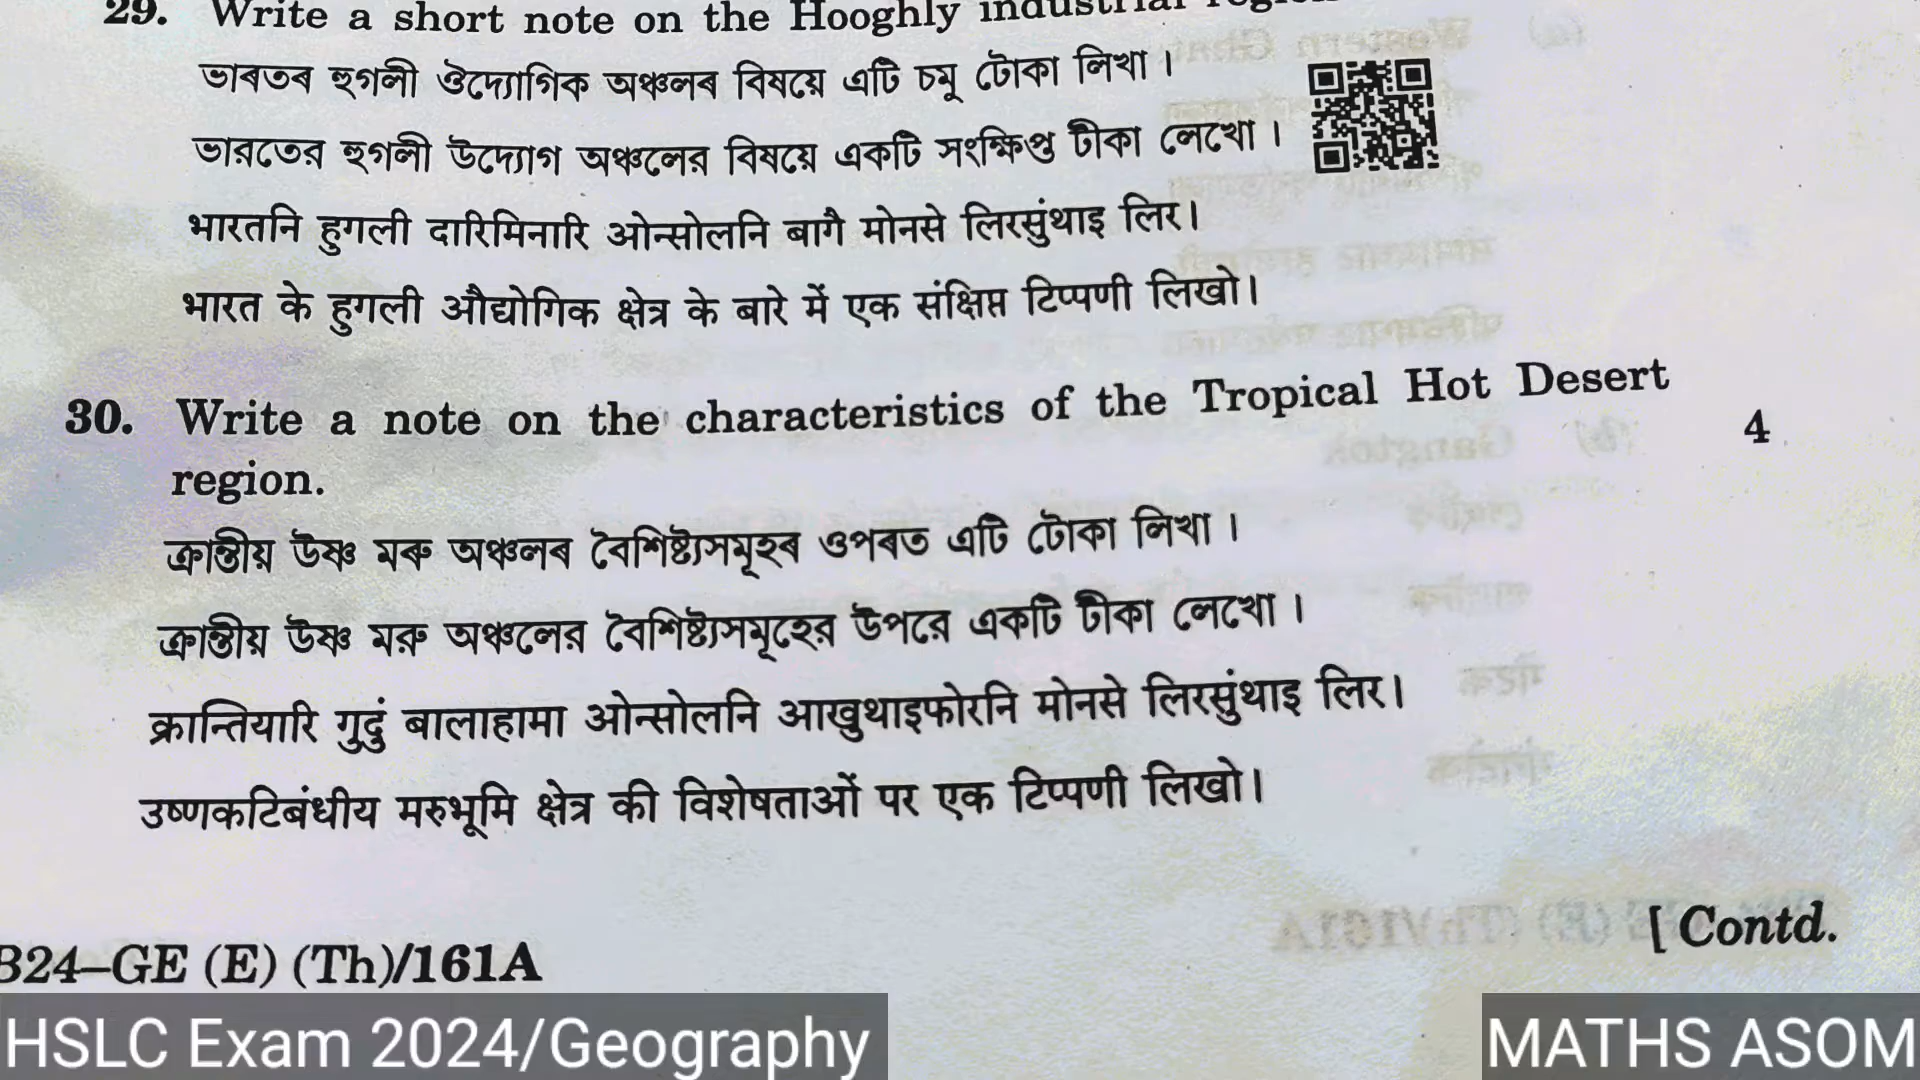 29. Write a short note on the Hooghly industrial region
ভাৰতৰ হুগলী ঔদ্যোগিক অঞ্চলৰ বিষয়ে এটি চমু টোকা লিখা ।
ভারতের হুগলী উদ্যোগ অঞ্চলের বিষয়ে একটি সংক্ষিপ্ত টীকা লেখো ।
भारतनि हुगली दारिमिनारि ओन्सोलनि बागै मोनसे लिरसुंथाइ लिर।
भारत के हुगली औद्योगिक क्षेत्र के बारे में एक संक्षिप्त टिप्पणी लिखो।
30. Write a note on the characteristics of the Tropical Hot Desert
region. 4
ক্রান্তীয় উষ্ণ মৰু অঞ্চলৰ বৈশিষ্ট্যসমূহৰ ওপৰত এটি টোকা লিখা ।
ক্রান্তীয় উষ্ণ মরু অঞ্চলের বৈশিষ্ট্যসমূহের উপরে একটি টীকা লেখো ।
क्रान्तियारि गुदुं बालाहामा ओन्सोलनि आखुथाइफोरनि मोनसे लिरसुंथाइ लिर।
उष्णकटिबंधीय मरुभूमि क्षेत्र की विशेषताओं पर एक टिप्पणी लिखो।
B24–GE (E) (Th)/161A [ Contd.
HSLC Exam 2024/Geography MATHS ASOM